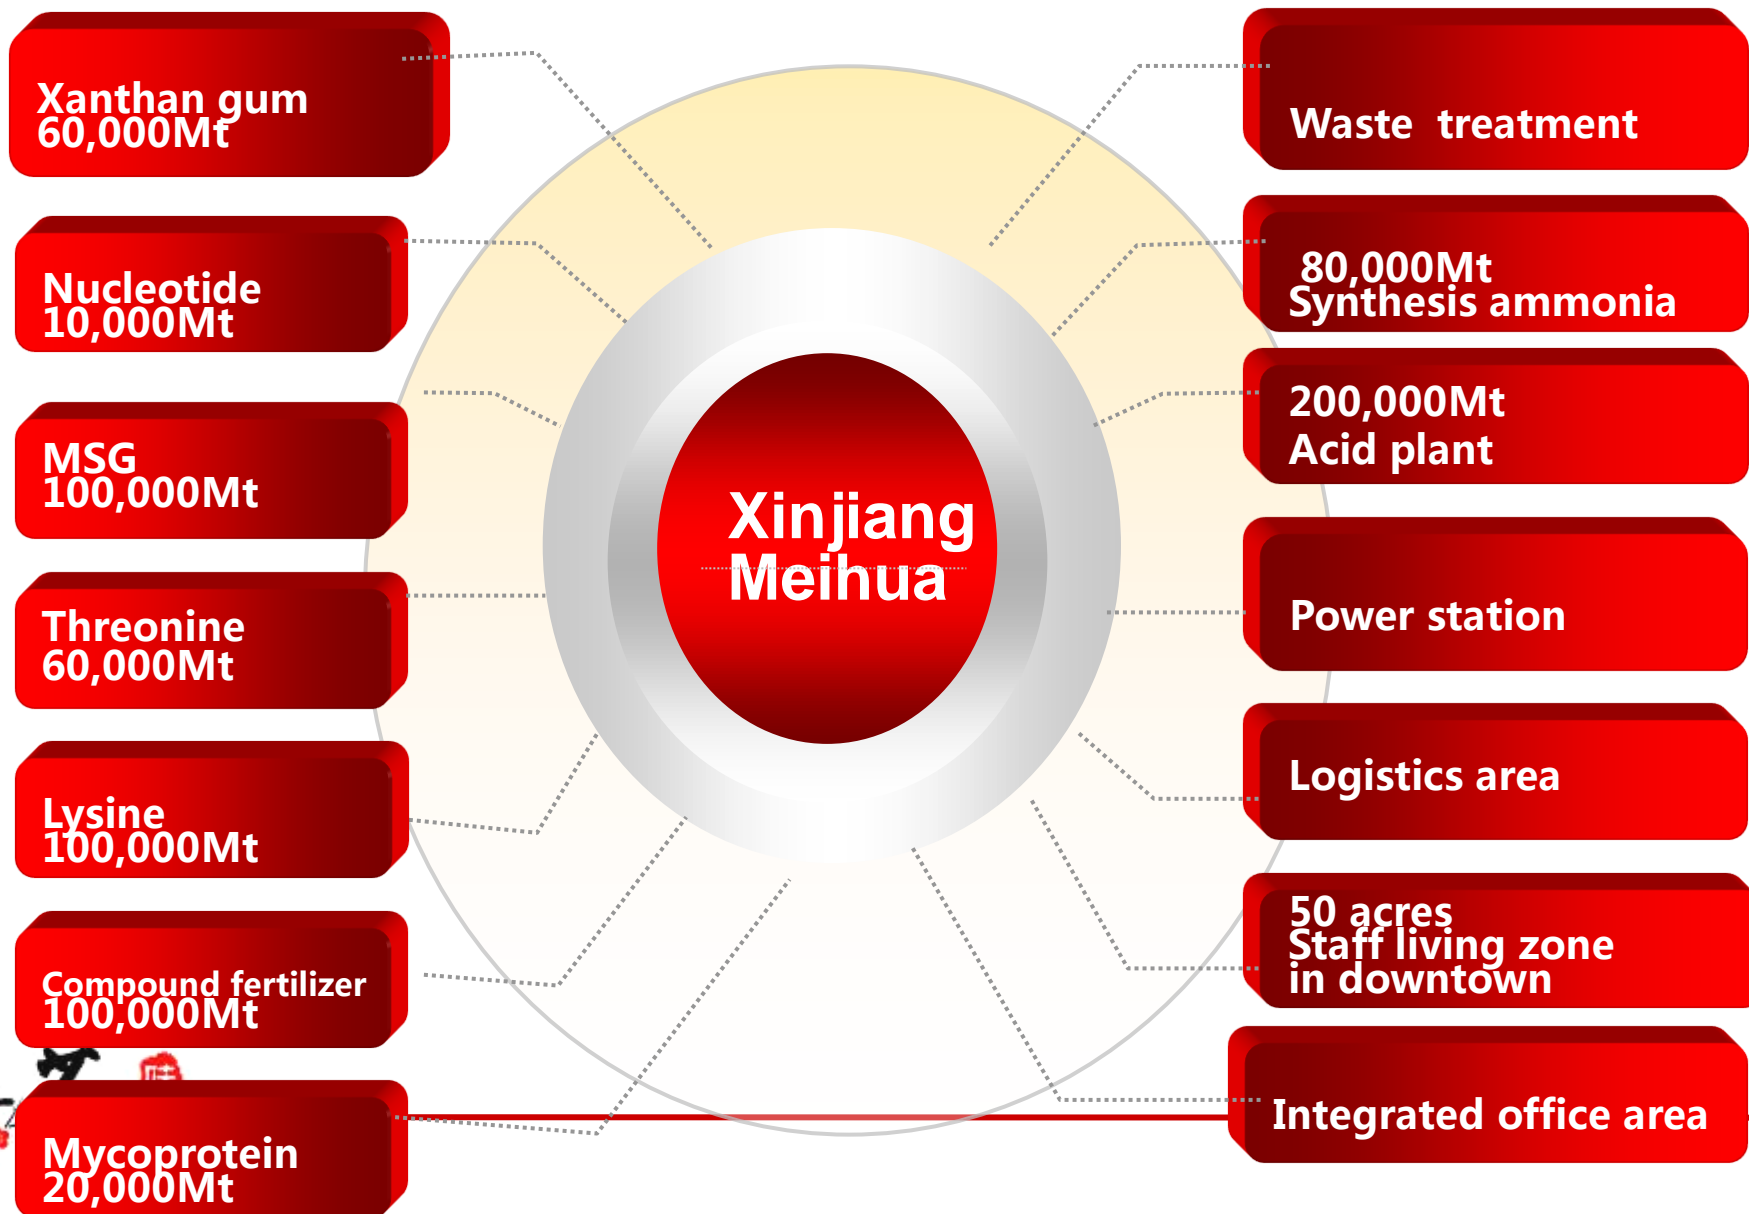 Xanthan gum
60,000Mt
Nucleotide
10,000Mt
MSG
100,000Mt
Threonine
60,000Mt
Lysine
100,000Mt
Compound fertilizer
100,000Mt
Mycoprotein
20,000Mt
Xinjiang
Meihua
Waste treatment
80,000Mt
Synthesis ammonia
200,000Mt
Acid plant
Power station
Logistics area
50 acres
Staff living zone
in downtown
Integrated office area